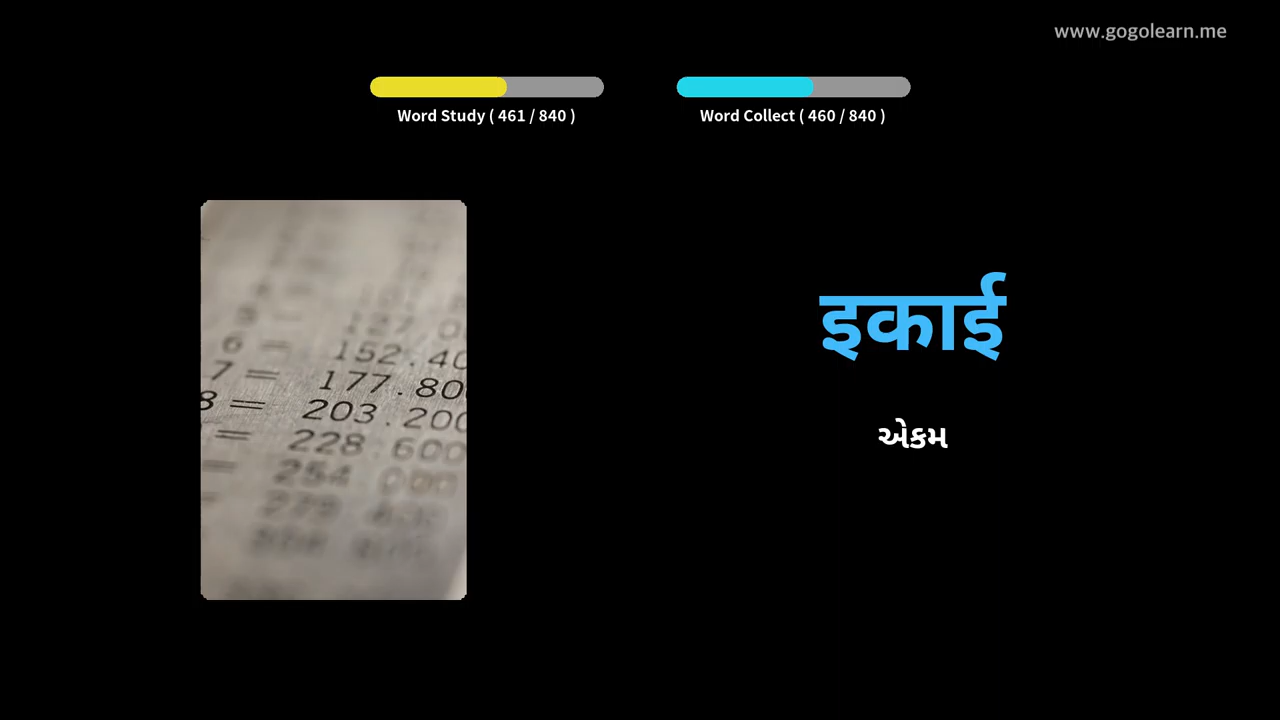 www.gogolearn.me
Word Study ( 461 / 840 )
Word Collect ( 460 / 840 )
इकाई
એકમ
6 = 152.40
7 = 177.80
8 = 203.200
= 228.600
= 254